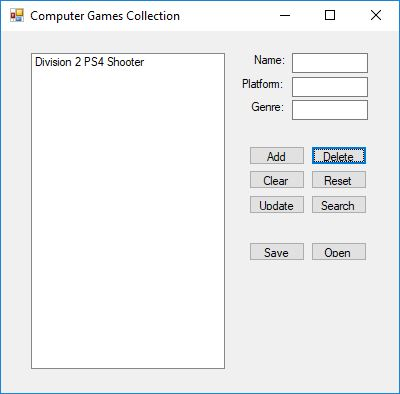 Computer Games Collection
Division 2 PS4 Shooter
Name:
Platform:
Genre:
Add Delete
Clear Reset
Update Search
Save Open